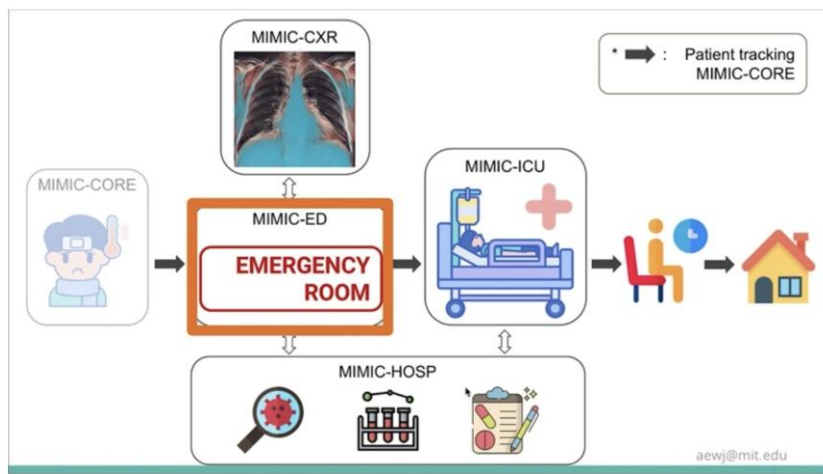 MIMIC-CXR
* : Patient tracking
MIMIC-CORE
MIMIC-CORE
MIMIC-ED
EMERGENCY
ROOM
MIMIC-ICU
MIMIC-HOSP
aewj@mit.edu